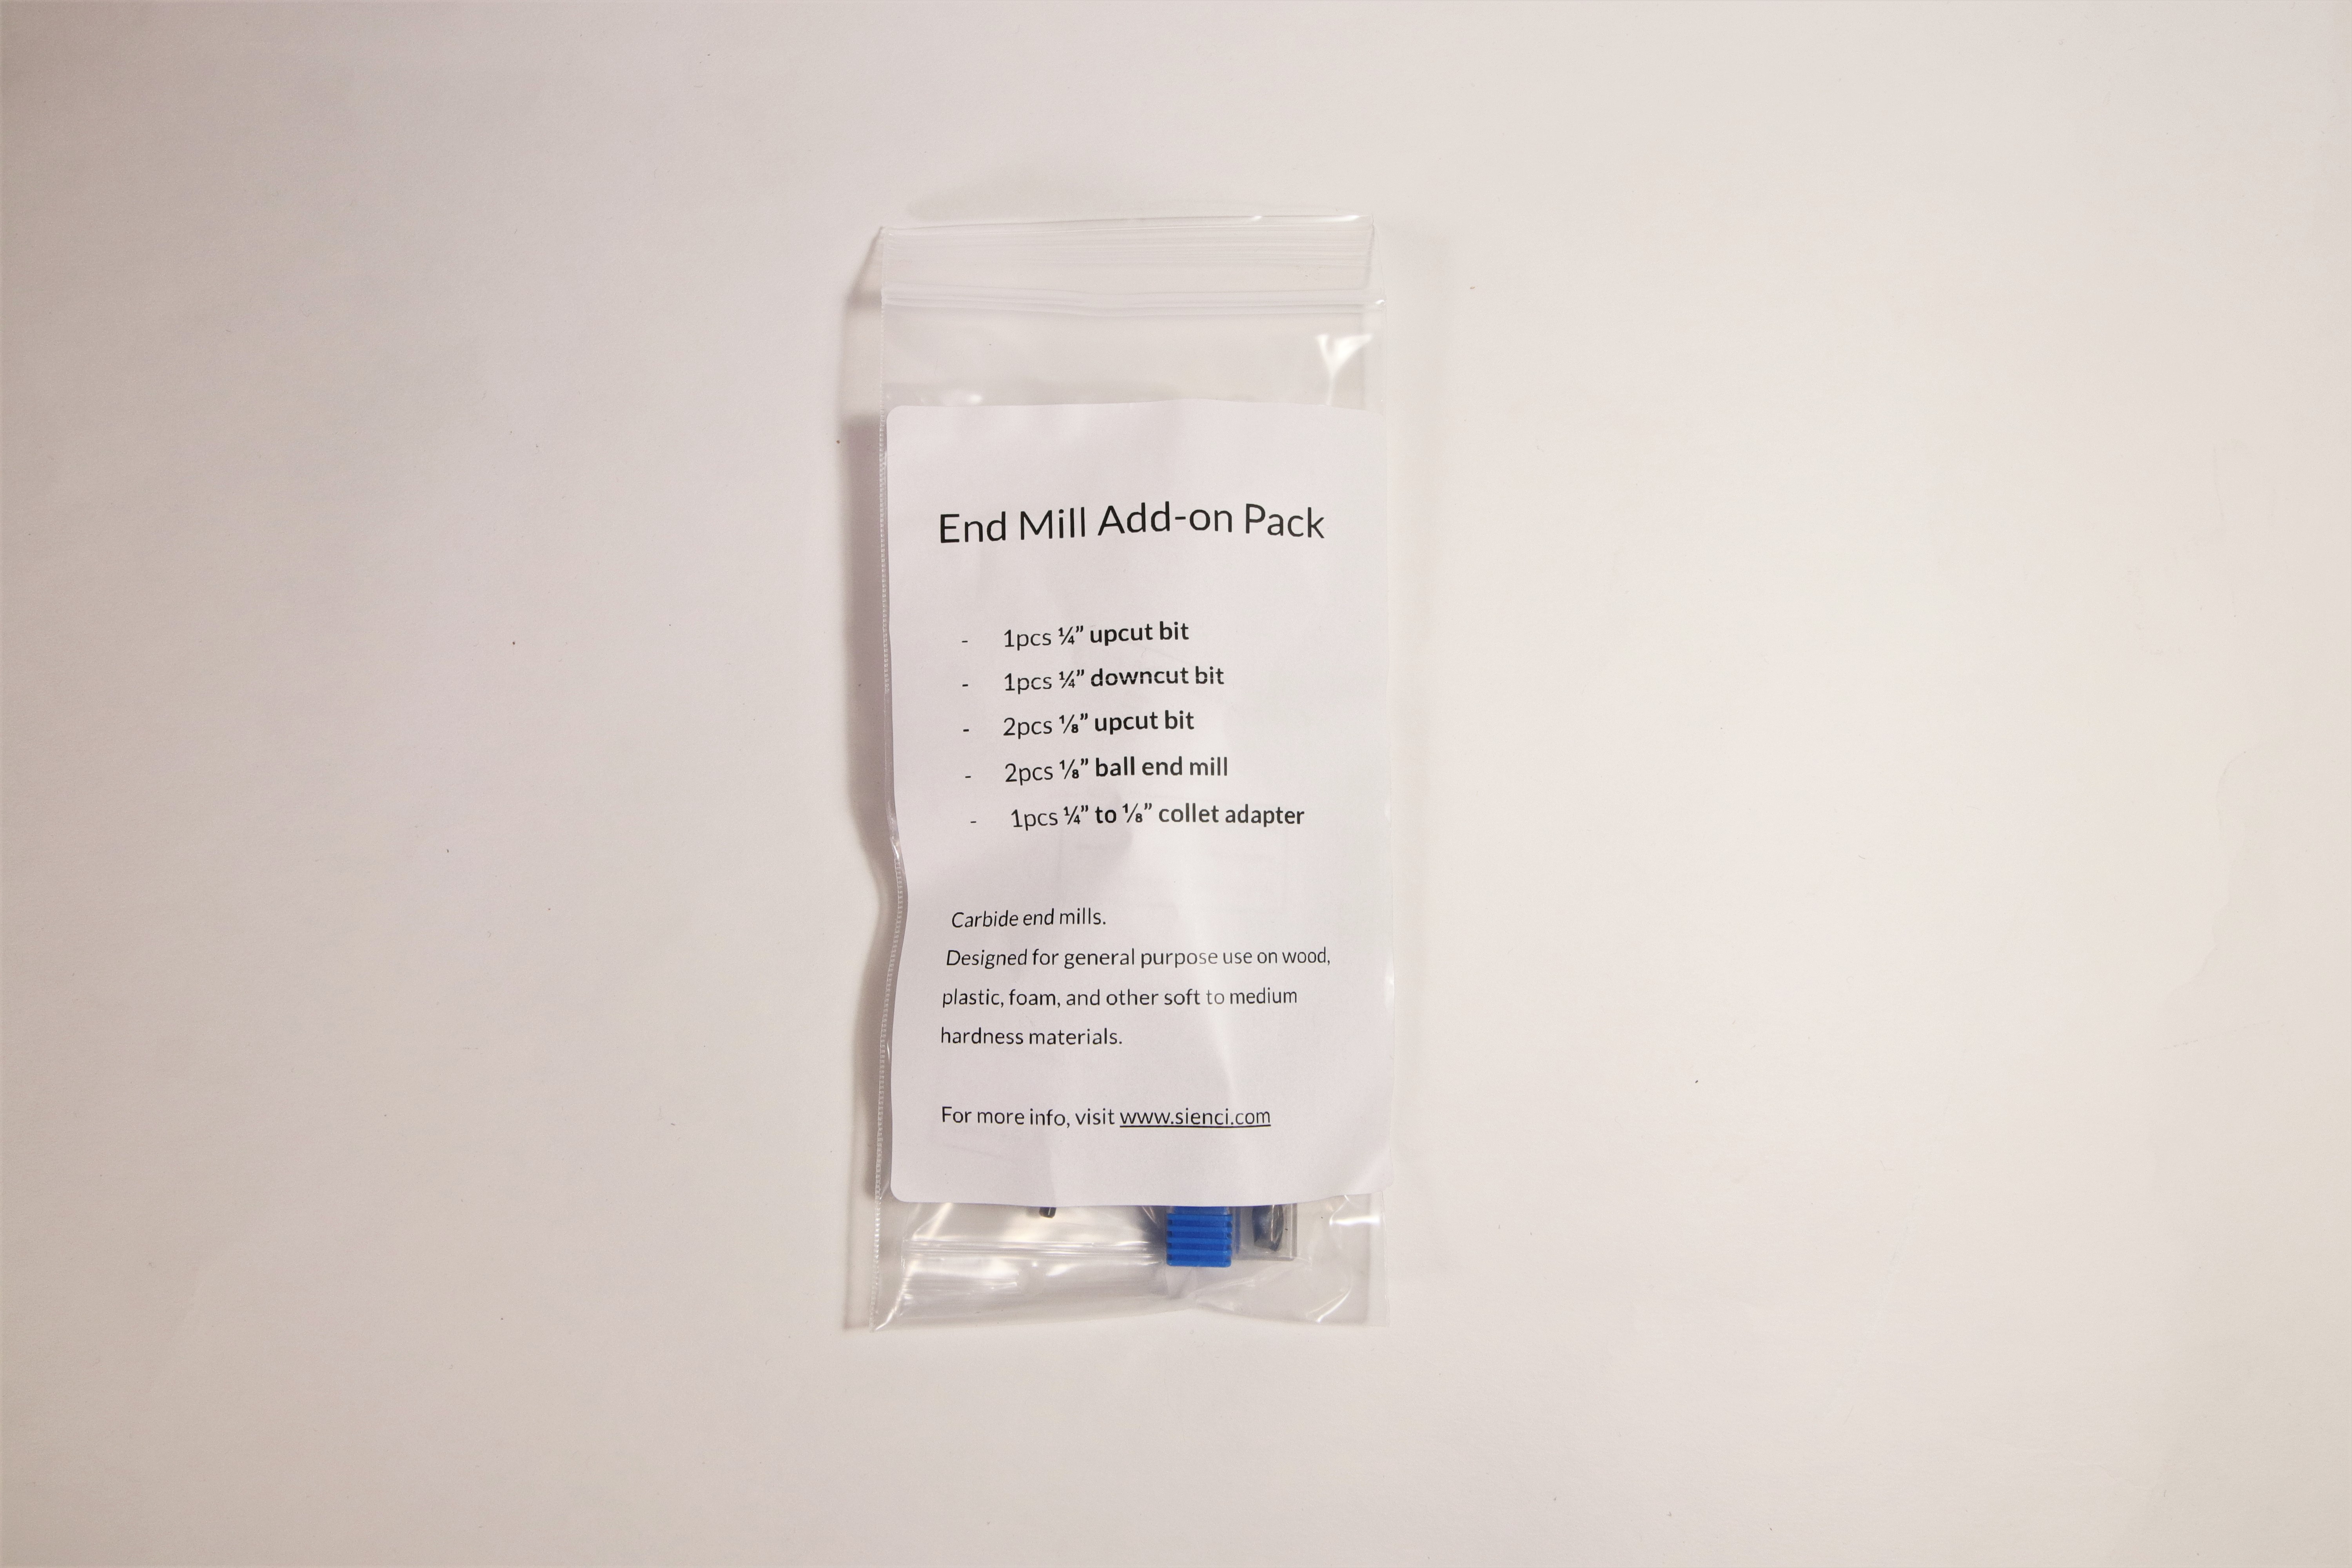 End Mill Add-on Pack
- 1pcs ¼” upcut bit
- 1pcs ¼” downcut bit
- 2pcs ⅛” upcut bit
- 2pcs ⅛” ball end mill
- 1pcs ¼” to ⅛” collet adapter
Carbide end mills.
Designed for general purpose use on wood,
plastic, foam, and other soft to medium
hardness materials.
For more info, visit www.sienci.com